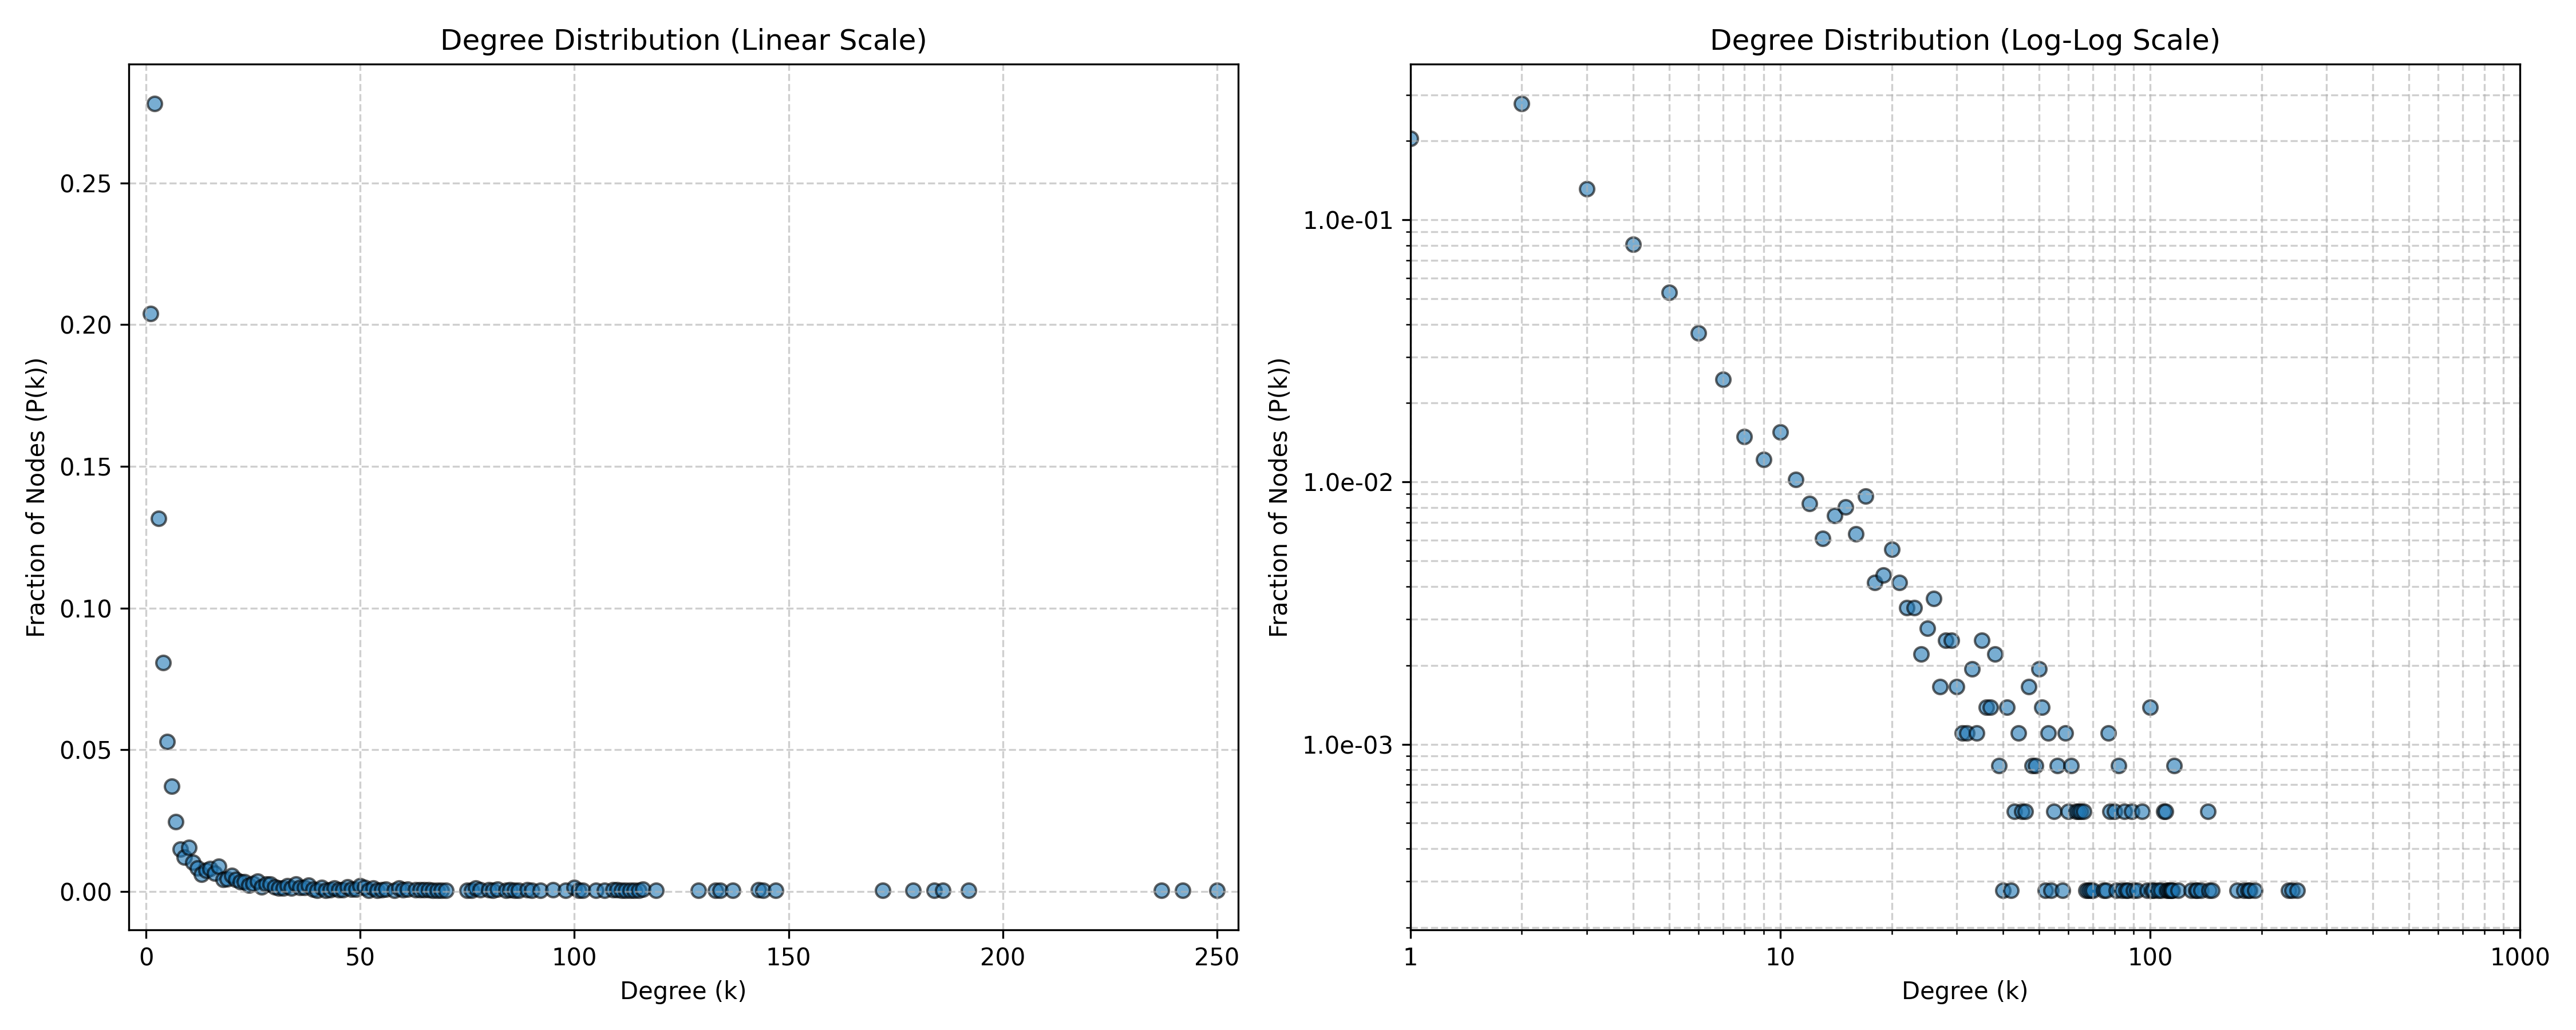 Degree Distribution (Linear Scale)
Fraction of Nodes (P(k))
0.25
0.20
0.15
0.10
0.05
0.00
0 50 100 150 200 250
Degree (k)
Degree Distribution (Log-Log Scale)
Fraction of Nodes (P(k))
1.0e-01
1.0e-02
1.0e-03
1 10 100 1000
Degree (k)